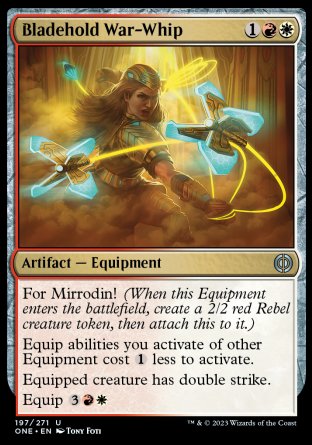 Bladehold War-Whip 1
Artifact — Equipment
For Mirrodin! (When this Equipment
enters the battlefield, create a 2/2 red Rebel
creature token, then attach this to it.)
Equip abilities you activate of other
Equipment cost 1 less to activate.
Equipped creature has double strike.
Equip 3
197/271 U
ONE • EN Tony Foti
™ & © 2023 Wizards of the Coast